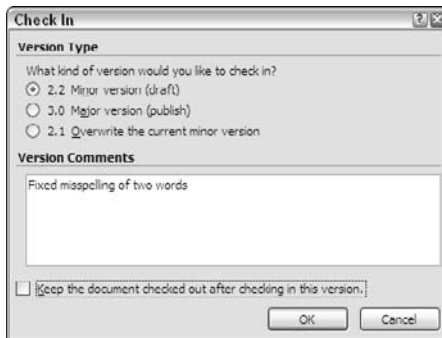 Check In
Version Type
What kind of version would you like to check in?
2.2 Minor version (draft)
3.0 Major version (publish)
2.1 Overwrite the current minor version
Version Comments
Fixed misspelling of two words
Keep the document checked out after checking in this version.
OK Cancel